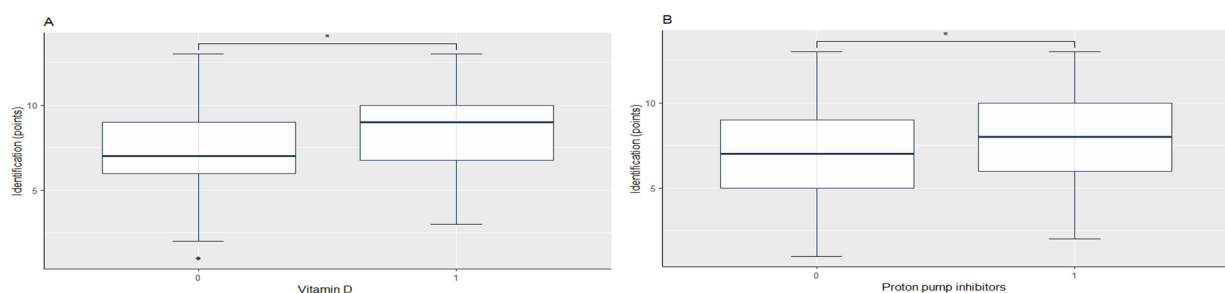 A
*
Identification (points)
10
5
0
1
Vitamin D
B
*
Identification (points)
10
5
0
1
Proton pump inhibitors